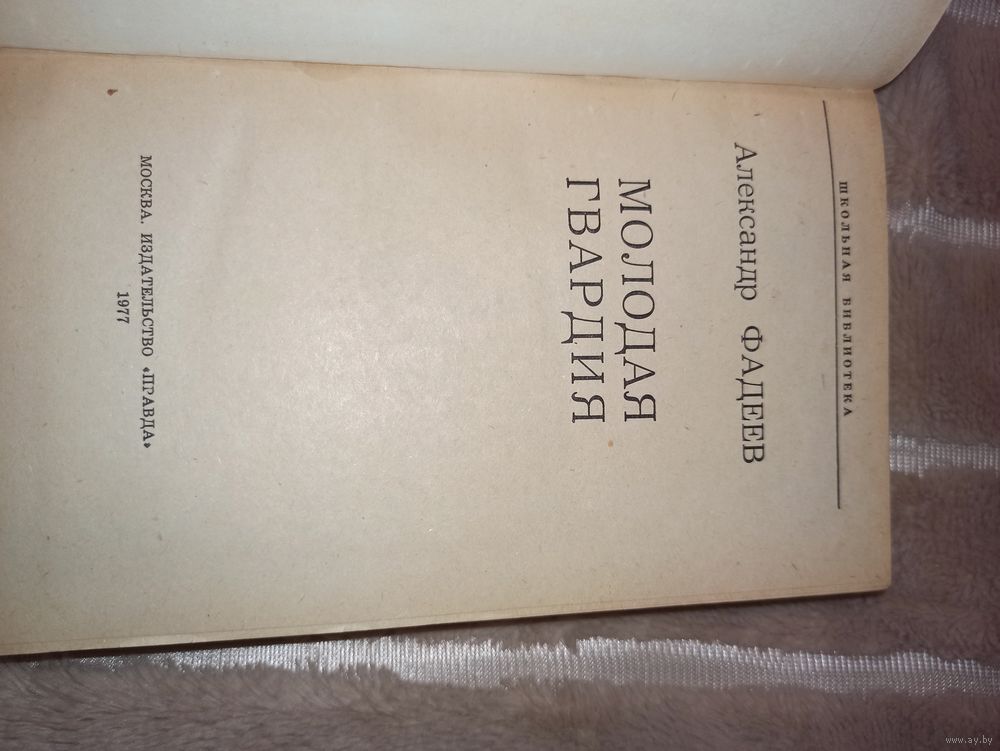 ШКОЛЬНАЯ БИБЛИОТЕКА
Александр ФАДЕЕВ
МОЛОДАЯ
ГВАРДИЯ
МОСКВА. ИЗДАТЕЛЬСТВО «ПРАВДА»
1977
www.ay.by